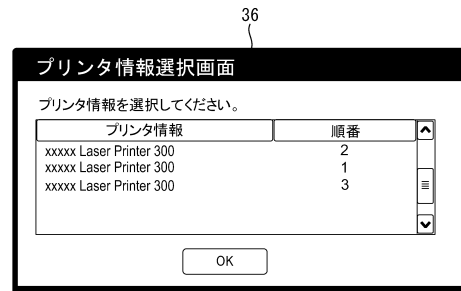 36
プリンタ情報選択画面
プリンタ情報を選択してください。
プリンタ情報 順番
xxxxx Laser Printer 300 2
xxxxx Laser Printer 300 1
xxxxx Laser Printer 300 3
OK